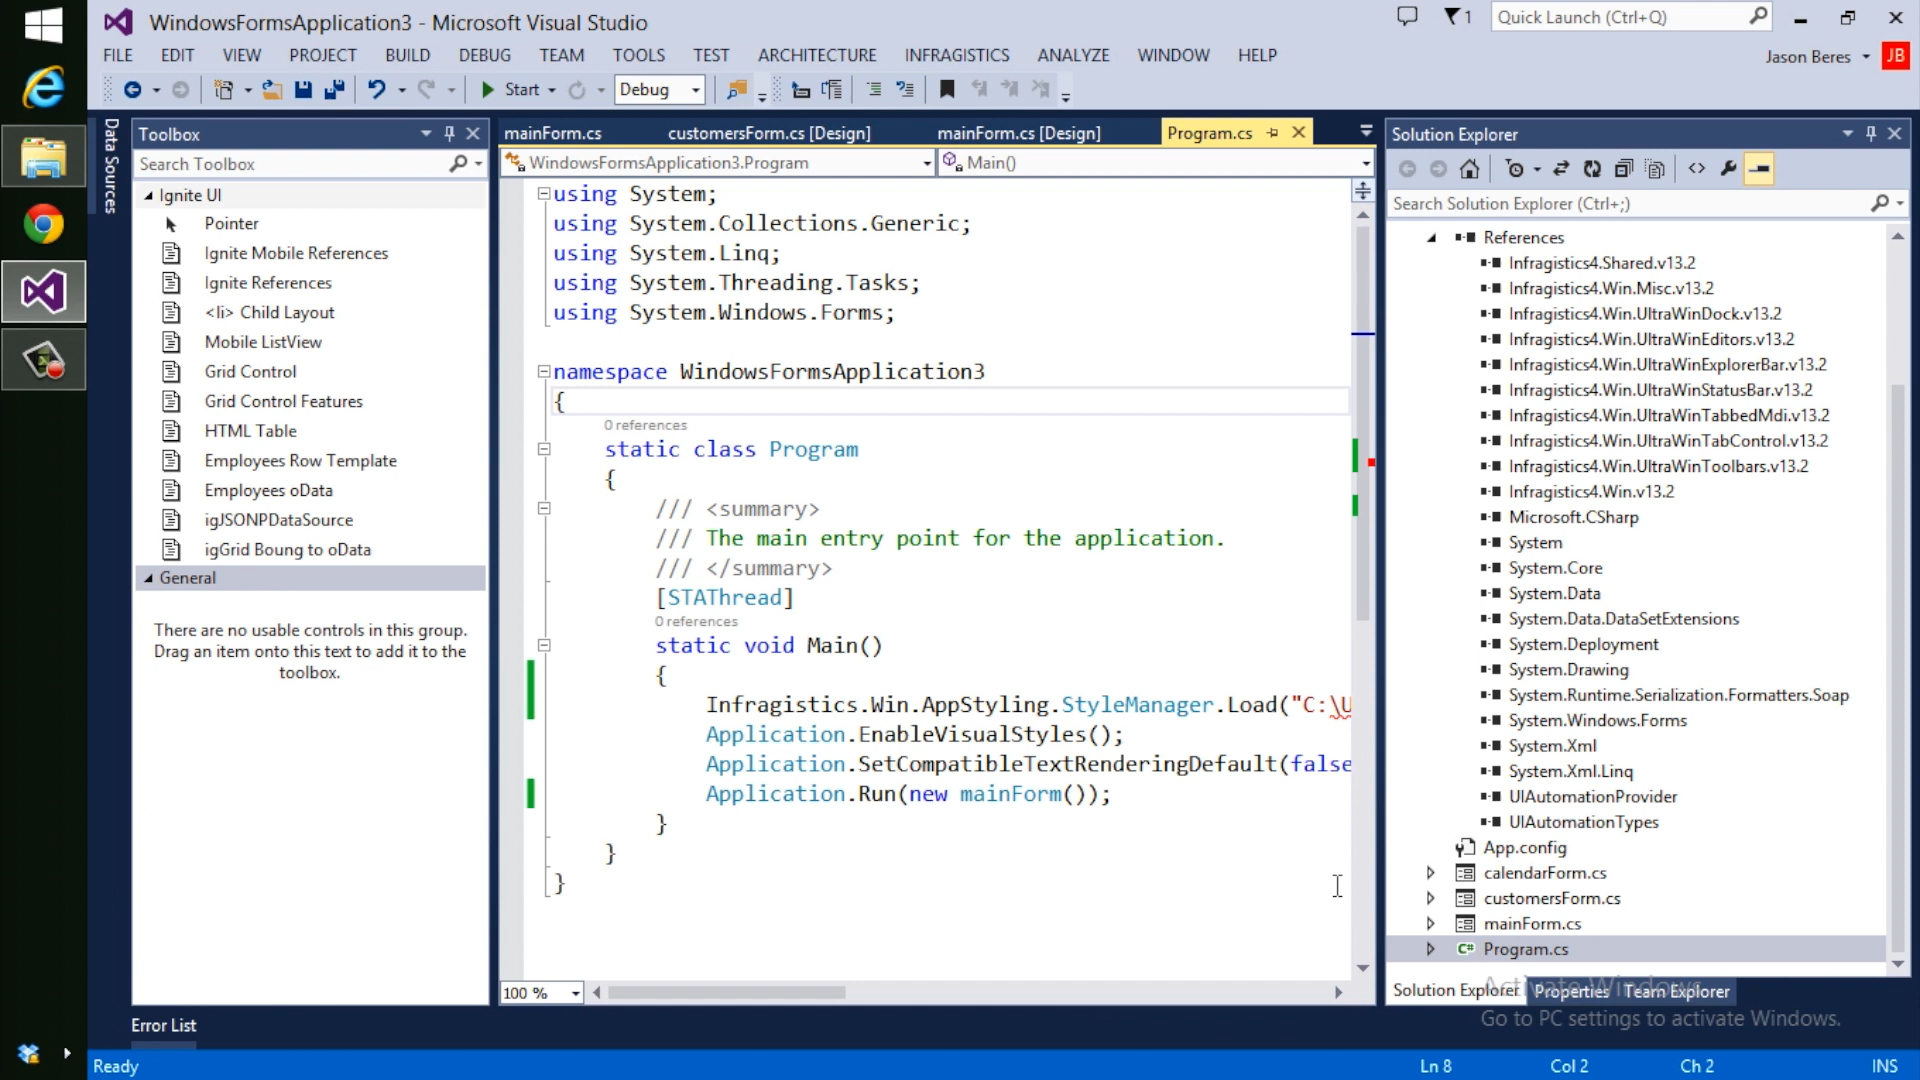 WindowsFormsApplication3 - Microsoft Visual Studio
1
Quick Launch (Ctrl+Q)
FILE EDIT VIEW PROJECT BUILD DEBUG TEAM TOOLS TEST ARCHITECTURE INFRAGISTICS ANALYZE WINDOW HELP
Jason Beres
JB
Start
Debug
Data Sources
Toolbox
Search Toolbox
Ignite UI
Pointer
Ignite Mobile References
Ignite References
<li> Child Layout
Mobile ListView
Grid Control
Grid Control Features
HTML Table
Employees Row Template
Employees oData
igJSONPDataSource
igGrid Boung to oData
General
There are no usable controls in this group.
Drag an item onto this text to add it to the
toolbox.
Error List
mainForm.cs customersForm.cs [Design] mainForm.cs [Design] Program.cs
WindowsFormsApplication3.Program
Main()
using System;
using System.Collections.Generic;
using System.Linq;
using System.Threading.Tasks;
using System.Windows.Forms;
namespace WindowsFormsApplication3
{
0 references
static class Program
{
/// <summary>
/// The main entry point for the application.
/// </summary>
[STAThread]
0 references
static void Main()
{
Infragistics.Win.AppStyling.StyleManager.Load("C:\U
Application.EnableVisualStyles();
Application.SetCompatibleTextRenderingDefault(false
Application.Run(new mainForm());
}
}
}
100 %
Solution Explorer
Search Solution Explorer (Ctrl+;)
References
Infragistics4.Shared.v13.2
Infragistics4.Win.Misc.v13.2
Infragistics4.Win.UltraWinDock.v13.2
Infragistics4.Win.UltraWinEditors.v13.2
Infragistics4.Win.UltraWinExplorerBar.v13.2
Infragistics4.Win.UltraWinStatusBar.v13.2
Infragistics4.Win.UltraWinTabbedMdi.v13.2
Infragistics4.Win.UltraWinTabControl.v13.2
Infragistics4.Win.UltraWinToolbars.v13.2
Infragistics4.Win.v13.2
Microsoft.CSharp
System
System.Core
System.Data
System.Data.DataSetExtensions
System.Deployment
System.Drawing
System.Runtime.Serialization.Formatters.Soap
System.Windows.Forms
System.Xml
System.Xml.Linq
UIAutomationProvider
UIAutomationTypes
App.config
calendarForm.cs
customersForm.cs
mainForm.cs
C# Program.cs
Solution Explorer Properties Team Explorer
Activate Windows
Go to PC settings to activate Windows.
Ready
Ln 8 Col 2 Ch 2 INS